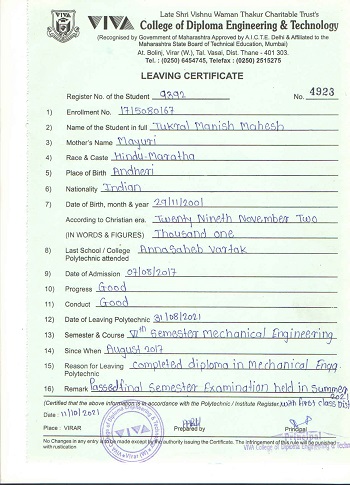 Late Shri Vishnu Waman Thakur Charitable Trust's
VIVA College of Diploma Engineering & Technology
(Recognised by Government of Maharashtra Approved by A.I.C.T.E. Delhi & Affiliated to the
Maharashtra State Board of Technical Education, Mumbai)
At. Bolinj, Virar (W.), Tal. Vasai, Dist. Thane - 401 303.
Tel. : (0250) 6454745, Telefax : (0250) 2515275
LEAVING CERTIFICATE
Register No. of the Student 9392 No. 4923
1) Enrollment No. 1715080167
2) Name of the Student in full Tukral Manish Mahesh
3) Mother's Name Mayuri
4) Race & Caste Hindu-Maratha
5) Place of Birth Andheri
6) Nationality Indian
7) Date of Birth, month & year 29/11/2001
According to Christian era. Twenty Nineth November Two
(IN WORDS & FIGURES) Thousand one
8) Last School / College Annasaheb Vartak
Polytechnic attended
9) Date of Admission 07/08/2017
10) Progress Good
11) Conduct Good
12) Date of Leaving Polytechnic 31/08/2021
13) Semester & Course VIth Semester Mechanical Engineering
14) Since When August 2017
15) Reason for Leaving completed diploma in Mechanical Engg.
Polytechnic
16) Remark Passed final Semester Examination held in Summer
2021
(Certified that above information is in accordance with the Polytechnic / Institute Register.) with First class Dist
Date : 11/10/2021
Place : VIRAR Prepared by Principal
Principal
VIVA College of Diploma Engineering & Technology
No Changes in any entry is to be made except by the authority issuing the Certificate. The infringement of this rule will be punished
with rustication